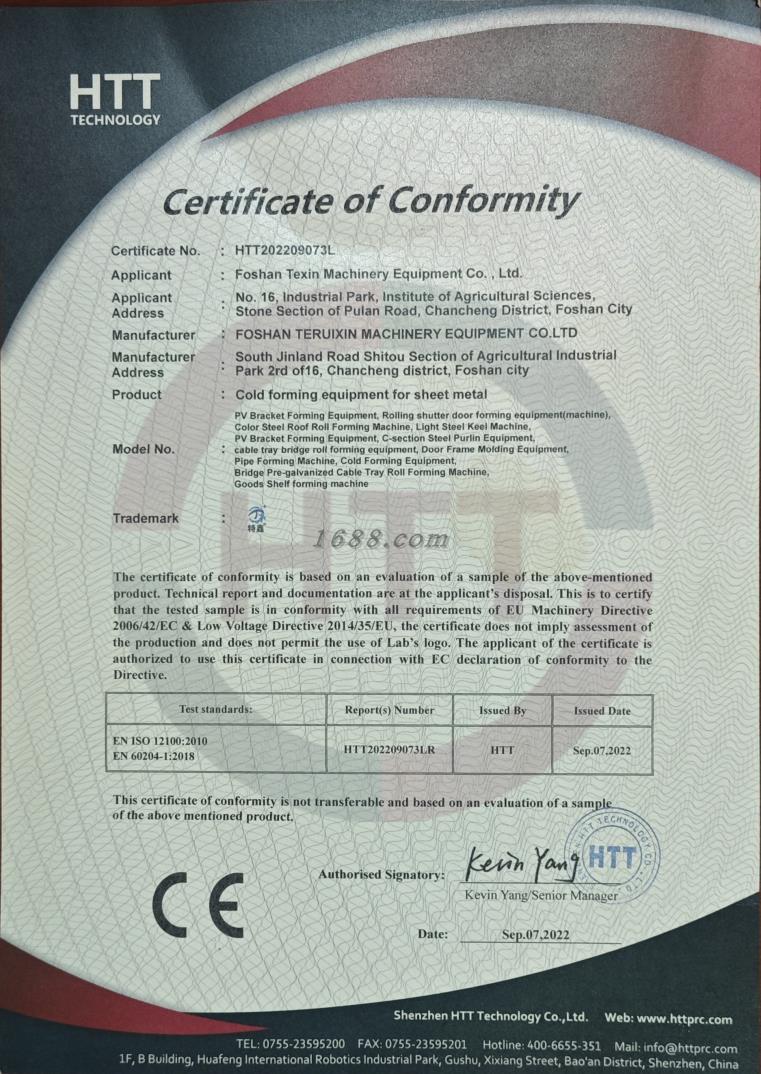 HTT
TECHNOLOGY
Certificate of Conformity
Certificate No. : HTT202209073L
Applicant : Foshan Texin Machinery Equipment Co. , Ltd.
Applicant Address : No. 16, Industrial Park, Institute of Agricultural Sciences,
Stone Section of Pulan Road, Chancheng District, Foshan City
Manufacturer : FOSHAN TERUIXIN MACHINERY EQUIPMENT CO.LTD
Manufacturer Address : South Jinland Road Shitou Section of Agricultural Industrial
Park 2rd of16, Chancheng district, Foshan city
Product : Cold forming equipment for sheet metal
Model No. : PV Bracket Forming Equipment, Rolling shutter door forming equipment(machine),
Color Steel Roof Roll Forming Machine, Light Steel Keel Machine,
PV Bracket Forming Equipment, C-section Steel Purlin Equipment,
cable tray bridge roll forming equipment, Door Frame Molding Equipment,
Pipe Forming Machine, Cold Forming Equipment,
Bridge Pre-galvanized Cable Tray Roll Forming Machine,
Goods Shelf forming machine
Trademark : 特鑫
1688.com
HTT
The certificate of conformity is based on an evaluation of a sample of the above-mentioned
product. Technical report and documentation are at the applicant's disposal. This is to certify
that the tested sample is in conformity with all requirements of EU Machinery Directive
2006/42/EC & Low Voltage Directive 2014/35/EU, the certificate does not imply assessment of
the production and does not permit the use of Lab's logo. The applicant of the certificate is
authorized to use this certificate in connection with EC declaration of conformity to the
Directive.
Test standards: Report(s) Number Issued By Issued Date
EN ISO 12100:2010
EN 60204-1:2018
HTT202209073LR HTT Sep.07,2022
This certificate of conformity is not transferable and based on an evaluation of a sample
of the above mentioned product.
CE
Authorised Signatory: Kevin Yang
HTT
Kevin Yang/Senior Manager
Date: Sep.07,2022
Shenzhen HTT Technology Co.,Ltd. Web: www.httprc.com
TEL: 0755-23595200 FAX: 0755-23595201 Hotline: 400-6655-351 Mail: info@httprc.com
1F, B Building, Huafeng International Robotics Industrial Park, Gushu, Xixiang Street, Bao'an District, Shenzhen, China